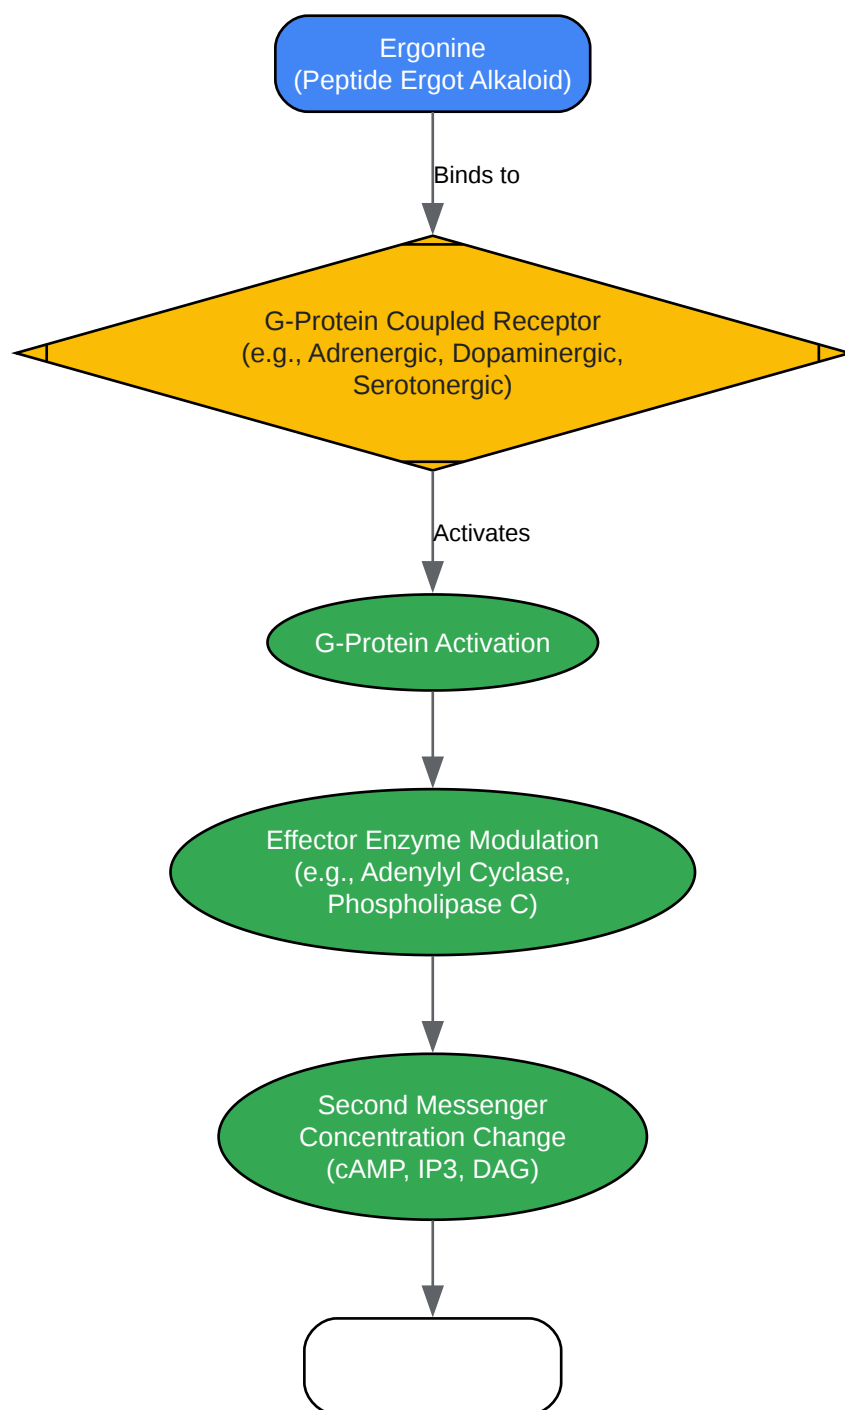 Ergonine
(Peptide Ergot Alkaloid)
Binds to
G-Protein Coupled Receptor
(e.g., Adrenergic, Dopaminergic,
Serotonergic)
Activates
G-Protein Activation
Effector Enzyme Modulation
(e.g., Adenylyl Cyclase,
Phospholipase C)
Second Messenger
Concentration Change
(cAMP, IP3, DAG)